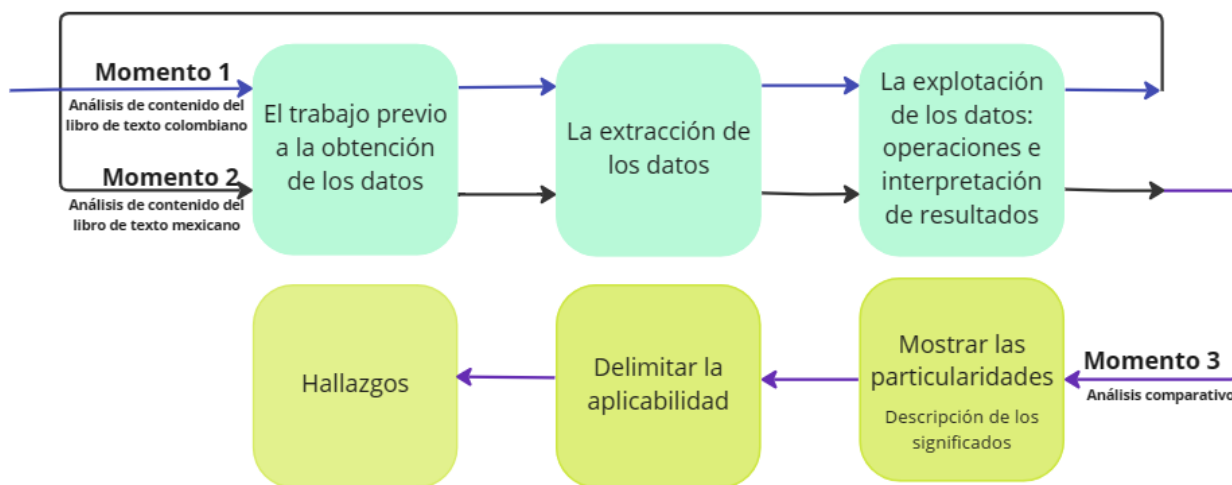 Momento 1
Análisis de contenido del
libro de texto colombiano
Momento 2
Análisis de contenido del
libro de texto mexicano
El trabajo previo
a la obtención
de los datos
La extracción de
los datos
La explotación
de los datos:
operaciones e
interpretación
de resultados
Momento 3
Análisis comparativo
Mostrar las
particularidades
Descripción de los
significados
Delimitar la
aplicabilidad
Hallazgos